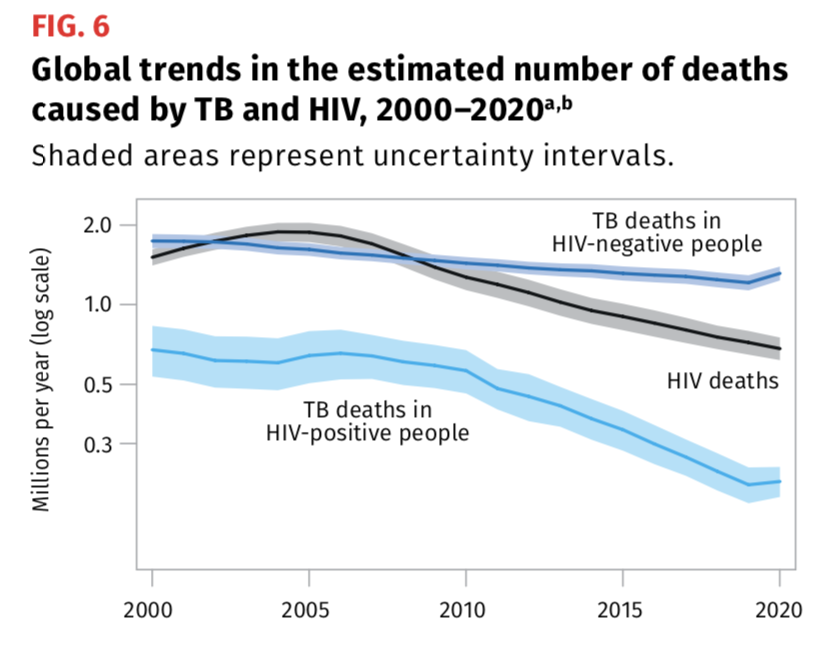 FIG. 6
Global trends in the estimated number of deaths
caused by TB and HIV, 2000–2020ᵃ,ᵇ
Shaded areas represent uncertainty intervals.
Millions per year (log scale)
2.0
1.0
0.5
0.3
TB deaths in
HIV-negative people
HIV deaths
TB deaths in
HIV-positive people
2000 2005 2010 2015 2020